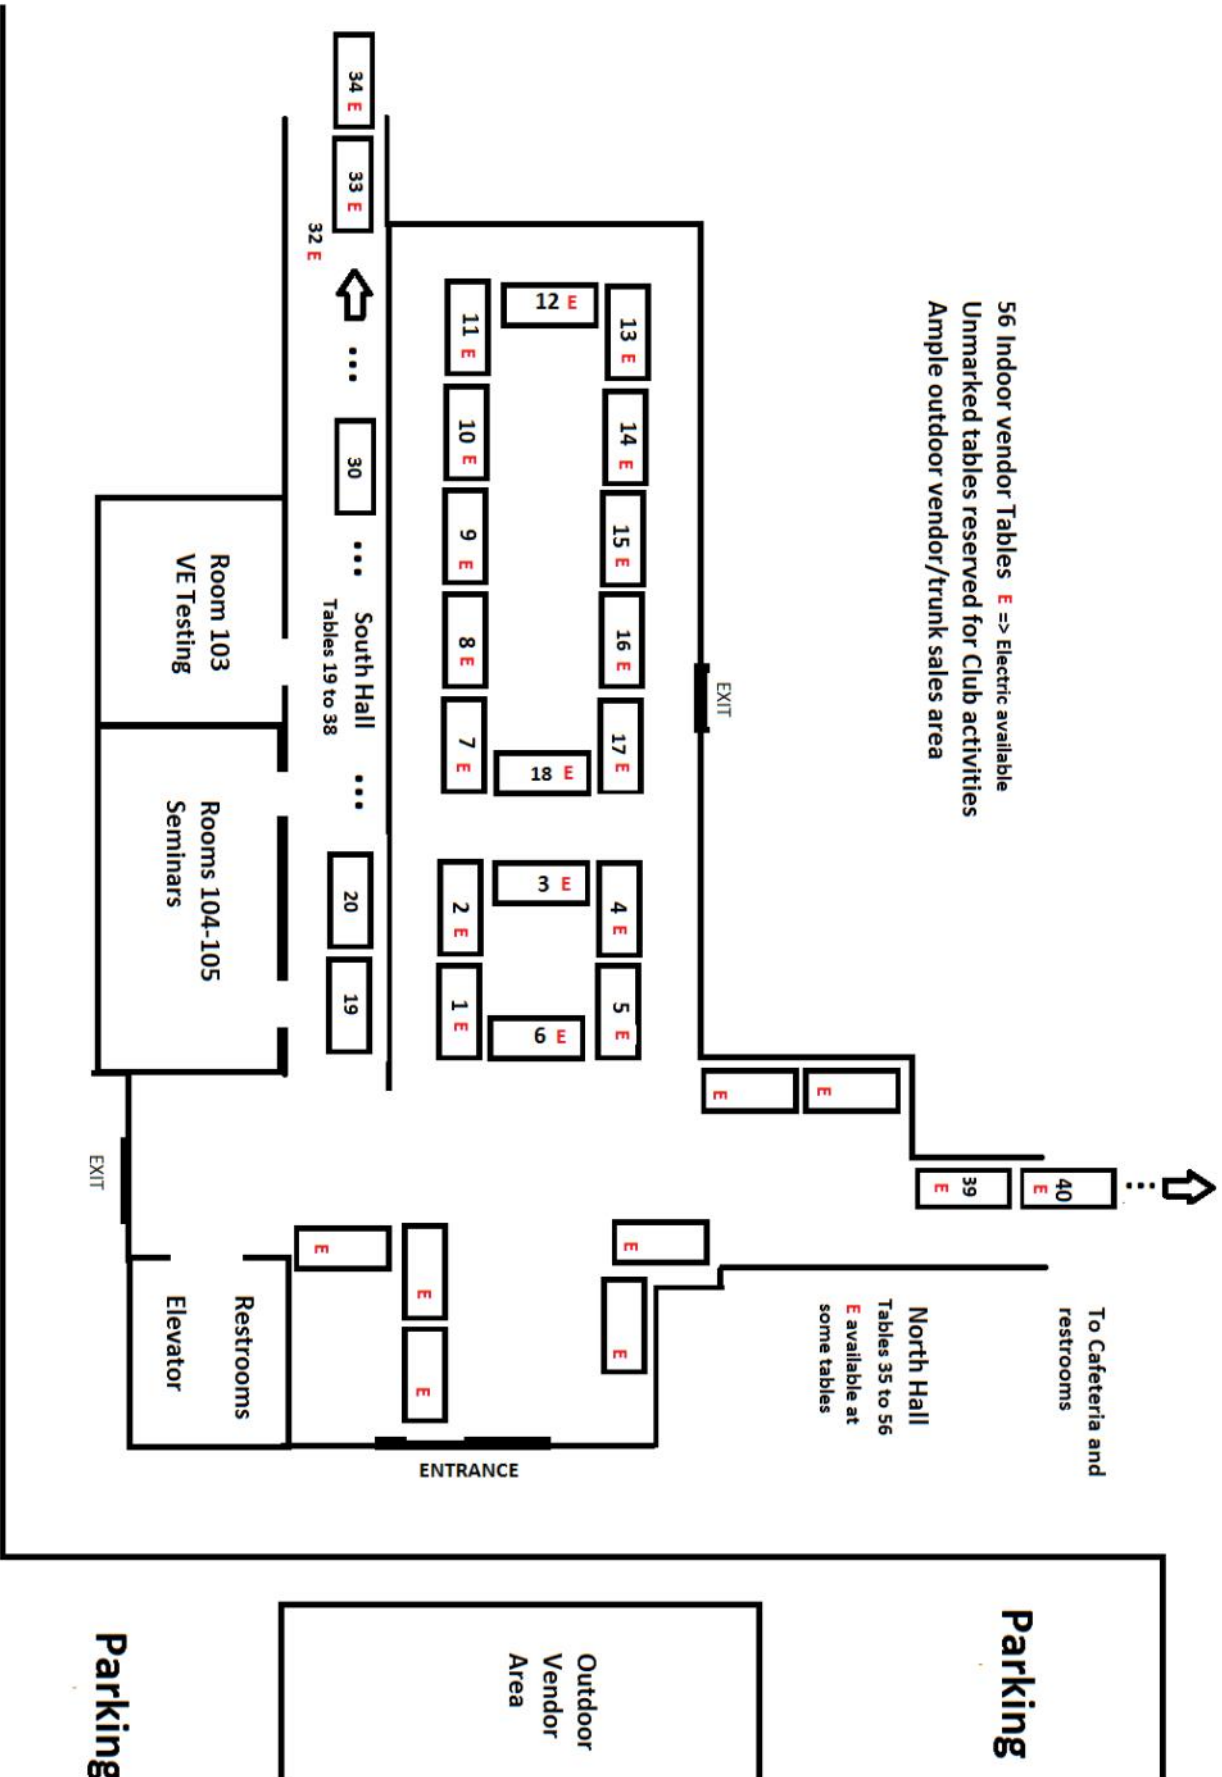 56 Indoor vendor Tables E => Electric available
Unmarked tables reserved for Club activities
Ample outdoor vendor/trunk sales area
To Cafeteria and
restrooms
North Hall
Tables 35 to 56
E available at
some tables
40 E
39 E
E
E
E
E
EXIT
13 E
14 E
15 E
16 E
17 E
12 E
18 E
11 E
10 E
9 E
8 E
7 E
4 E
5 E
3 E
6 E
2 E
1 E
34 E
33 E
32 E
...
30
...
South Hall
Tables 19 to 38
...
20
19
...
E
E
E
Room 103
VE Testing
Rooms 104-105
Seminars
EXIT
Restrooms
Elevator
ENTRANCE
Parking
Outdoor
Vendor
Area
Parking